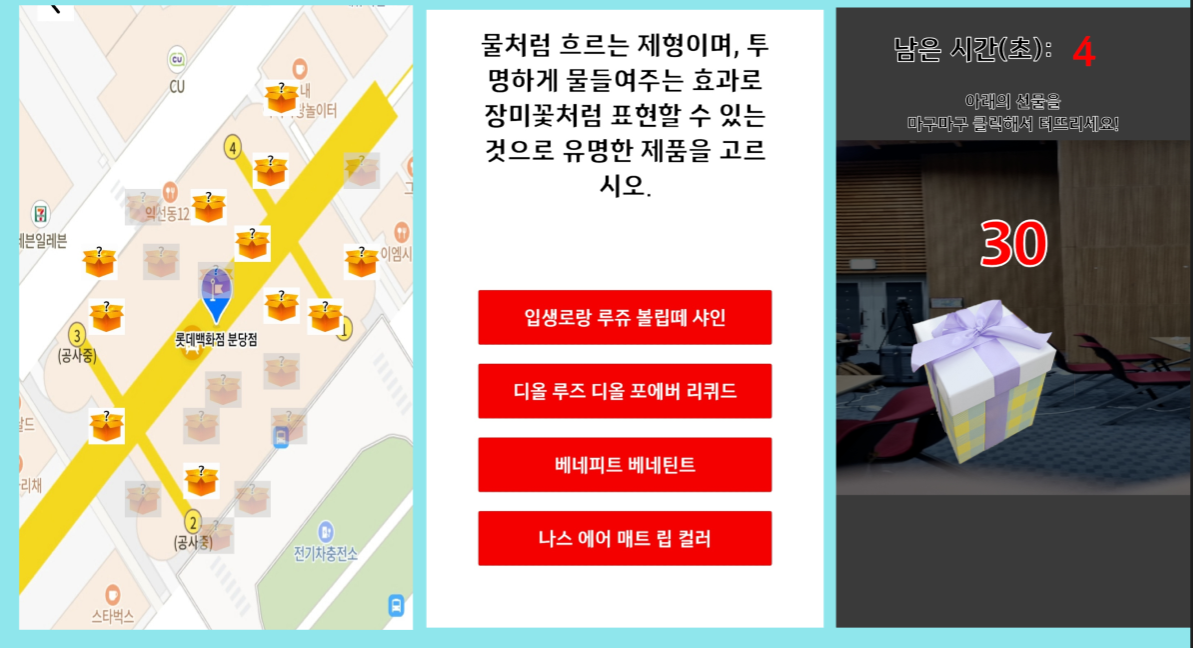 CU
CU
내
방놀이터
4
?
?
?
익선동12
?
?
?
7
세븐일레븐
이엠시
?
?
?
?
?
롯데백화점 분당점
3
(공사중)
1
?
?
?
?
?
?
?
?
?
?
2
(공사중)
전기차충전소
스타벅스
물처럼 흐르는 제형이며, 투
명하게 물들여주는 효과로
장미꽃처럼 표현할 수 있는
것으로 유명한 제품을 고르
시오.
입생로랑 루쥬 볼립떼 샤인
디올 루즈 디올 포에버 리퀴드
베네피트 베네틴트
나스 에어 매트 립 컬러
남은 시간(초): 4
아래의 선물을
마구마구 클릭해서 터뜨리세요!
30